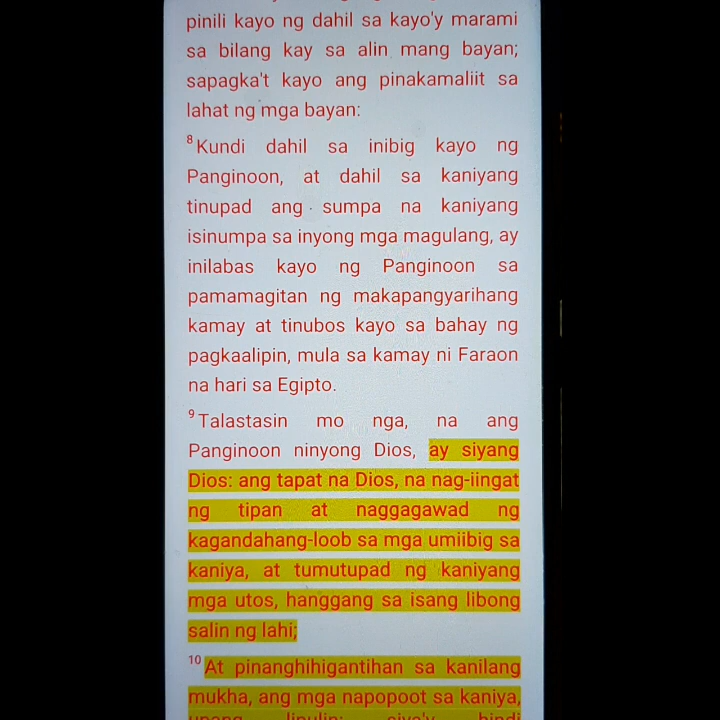 pinili kayo ng dahil sa kayo'y marami
sa bilang kay sa alin mang bayan;
sapagka't kayo ang pinakamaliit sa
lahat ng mga bayan:
8 Kundi dahil sa inibig kayo ng
Panginoon, at dahil sa kaniyang
tinupad ang sumpa na kaniyang
isinumpa sa inyong mga magulang, ay
inilabas kayo ng Panginoon sa
pamamagitan ng makapangyarihang
kamay at tinubos kayo sa bahay ng
pagkaalipin, mula sa kamay ni Faraon
na hari sa Egipto.
9 Talastasin mo nga, na ang
Panginoon ninyong Dios, ay siyang
Dios: ang tapat na Dios, na nag-iingat
ng tipan at naggagawad ng
kagandahang-loob sa mga umiibig sa
kaniya, at tumutupad ng kaniyang
mga utos, hanggang sa isang libong
salin ng lahi;
10 At pinanghihigantihan sa kanilang
mukha, ang mga napopoot sa kaniya,
upang lipulin: siya'y hindi